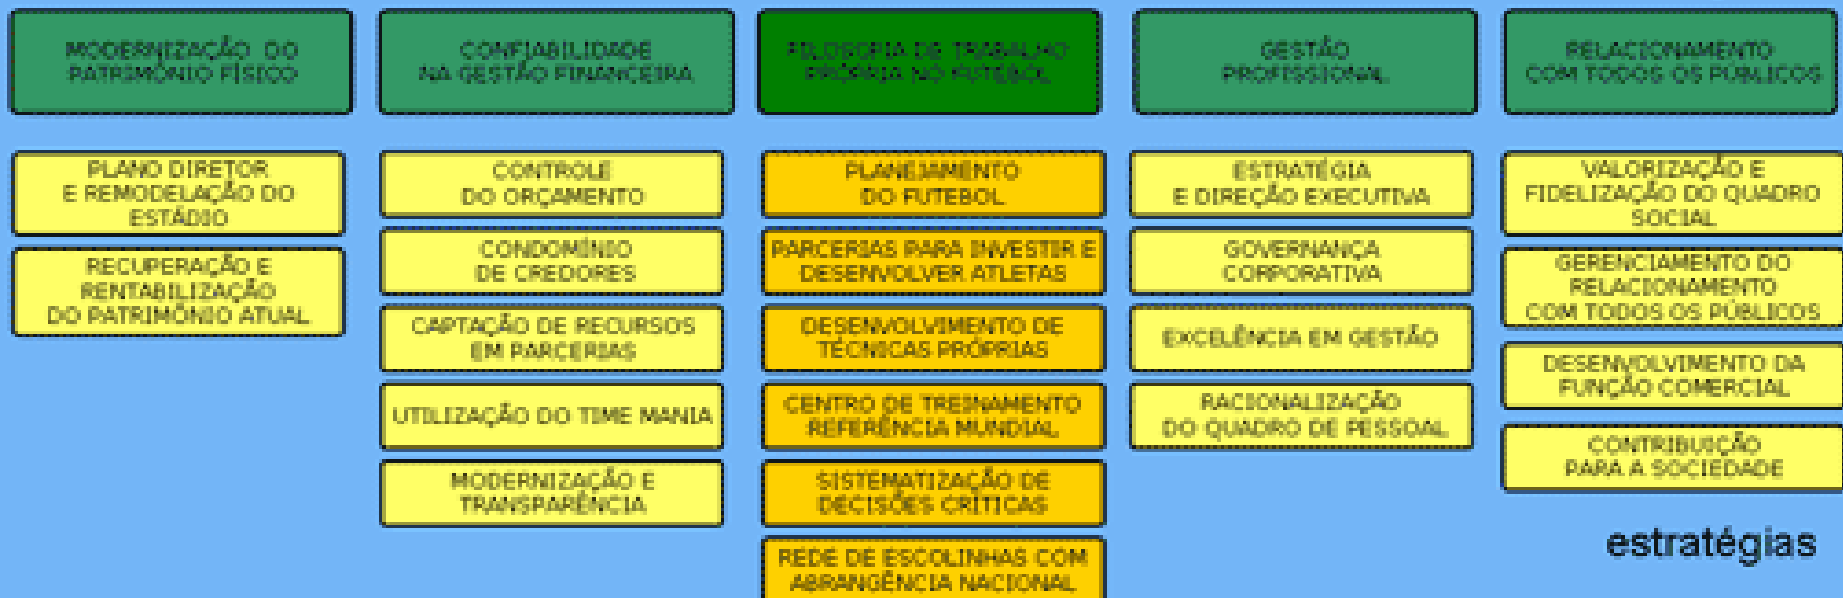 MODERNIZAÇÃO DO
PATRIMÔNIO FÍSICO
PLANO DIRETOR
E REMODELAÇÃO DO
ESTÁDIO
RECUPERAÇÃO E
RENTABILIZAÇÃO
DO PATRIMÔNIO ATUAL
CONFIABILIDADE
NA GESTÃO FINANCEIRA
CONTROLE
DO ORÇAMENTO
CONDOMÍNIO
DE CREDORES
CAPTAÇÃO DE RECURSOS
EM PARCERIAS
UTILIZAÇÃO DO TIME MANIA
MODERNIZAÇÃO E
TRANSPARÊNCIA
FILOSOFIA DE TRABALHO
PRÓPRIA NO FUTEBOL
PLANEJAMENTO
DO FUTEBOL
PARCERIAS PARA INVESTIR E
DESENVOLVER ATLETAS
DESENVOLVIMENTO DE
TÉCNICAS PRÓPRIAS
CENTRO DE TREINAMENTO
REFERÊNCIA MUNDIAL
SISTEMATIZAÇÃO DE
DECISÕES CRÍTICAS
REDE DE ESCOLINHAS COM
ABRANGÊNCIA NACIONAL
GESTÃO
PROFISSIONAL
ESTRATÉGIA
E DIREÇÃO EXECUTIVA
GOVERNANÇA
CORPORATIVA
EXCELÊNCIA EM GESTÃO
RACIONALIZAÇÃO
DO QUADRO DE PESSOAL
RELACIONAMENTO
COM TODOS OS PÚBLICOS
VALORIZAÇÃO E
FIDELIZAÇÃO DO QUADRO
SOCIAL
GERENCIAMENTO DO
RELACIONAMENTO
COM TODOS OS PÚBLICOS
DESENVOLVIMENTO DA
FUNÇÃO COMERCIAL
CONTRIBUIÇÃO
PARA A SOCIEDADE
estratégias